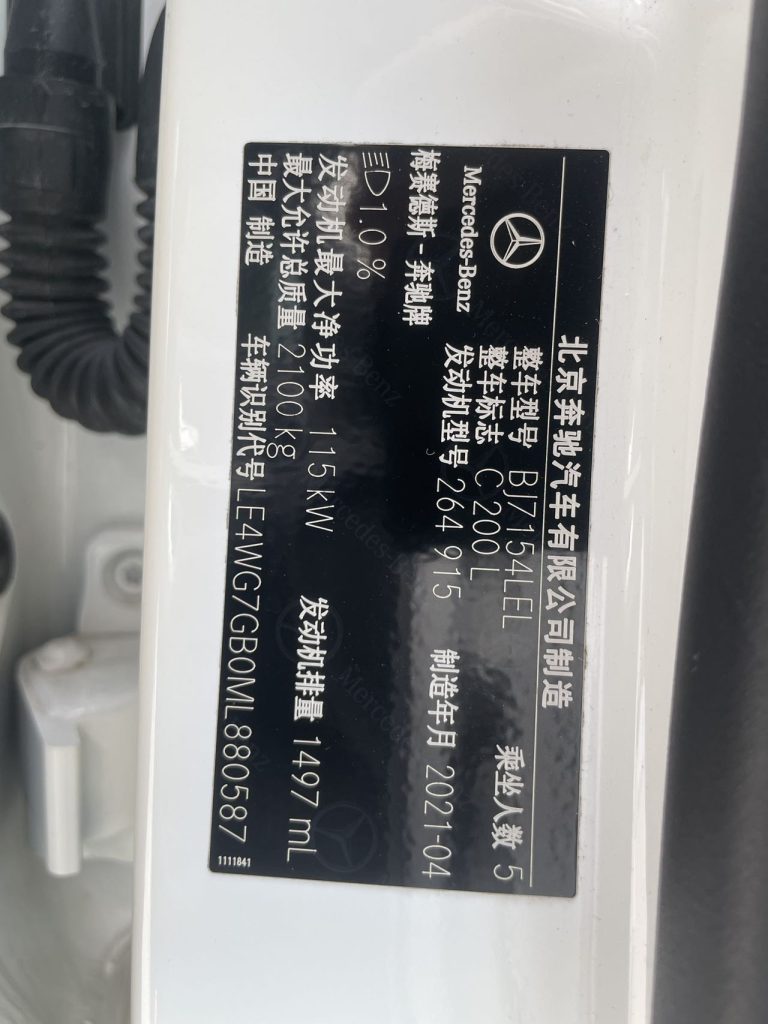 北京奔驰汽车有限公司制造
Mercedes-Benz
梅赛德斯-奔驰牌
整车型号 BJ7154LEL 乘坐人数 5
整车标志 C 200 L
发动机型号 264 915 制造年月 2021-04
1.0 %
发动机最大净功率 115 kW 发动机排量 1497 mL
最大允许总质量 2100 kg
中国 制造 车辆识别代号 LE4WG7GB0ML880587
1111841